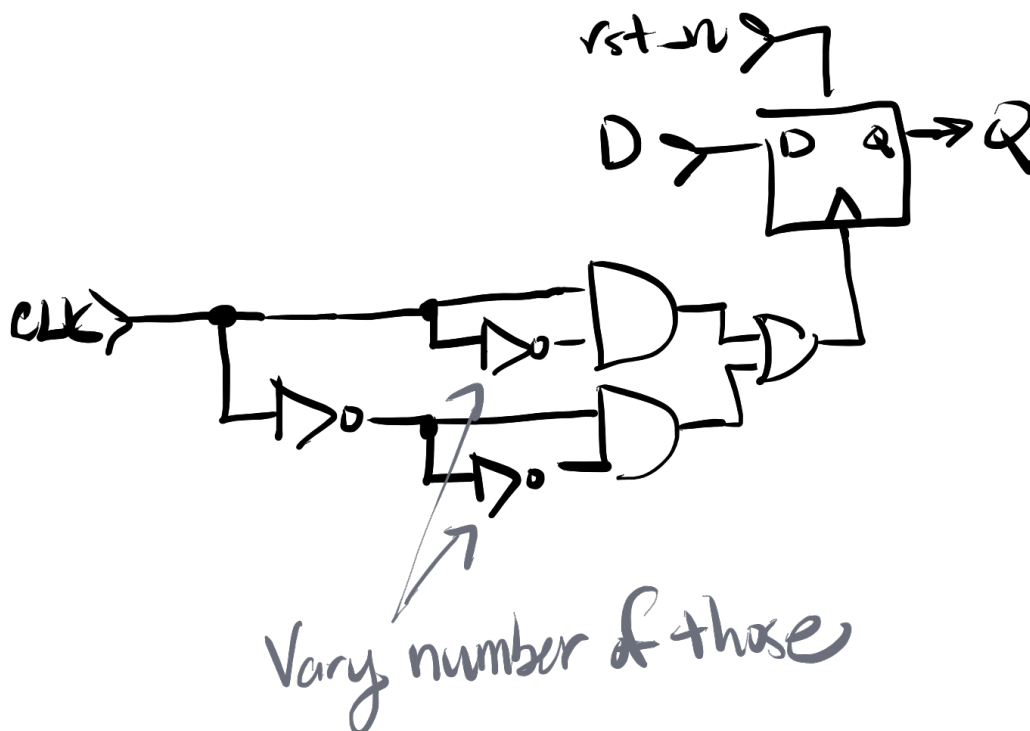 rst_n
D
D Q
Q
CLK
Vary number of those